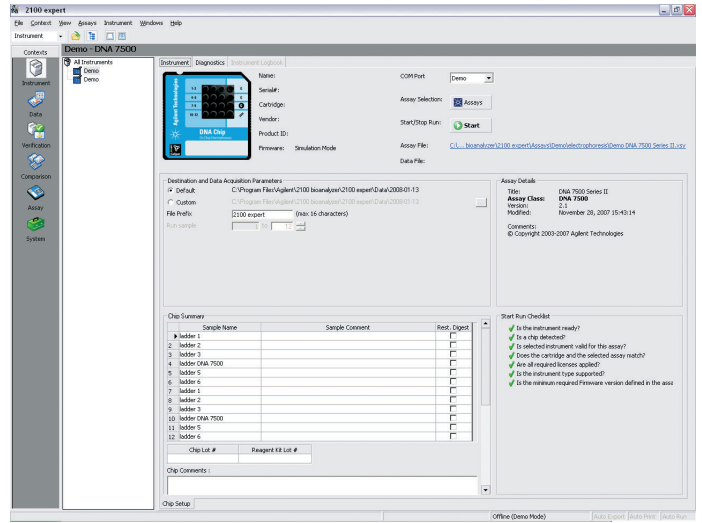 2100 expert
File Context View Assays Instrument Windows Help
Instrument
Contexts
Demo - DNA 7500
Instrument
Data
Verification
Comparison
Assay
System
All Instruments
Demo
Demo
Instrument Diagnostics Instrument Logbook
Agilent Technologies
DNA Chip
Name:
Serial#:
Cartridge:
Vendor:
Product ID:
Firmware: Simulation Mode
COM Port Demo
Assay Selection: Assays
Start/Stop Run: Start
Assay File: C:\... bioanalyzer\2100 expert\Assays\Demo\electrophoresis\Demo DNA 7500 Series II.xsy
Data File:
Destination and Data Acquisition Parameters
Default C:\Program Files\Agilent\2100 bioanalyzer\2100 expert\Data\2008-01-13
Custom C:\Program Files\Agilent\2100 bioanalyzer\2100 expert\Data\2008-01-13 ...
File Prefix 2100 expert (max 16 characters)
Run sample 1 to 12
Assay Details
Title: DNA 7500 Series II
Assay Class: DNA 7500
Version: 2.1
Modified: November 28, 2007 15:43:14
Comments:
© Copyright 2003-2007 Agilent Technologies
Chip Summary
Sample Name Sample Comment Rest. Digest
ladder 1
2 ladder 2
3 ladder 3
4 ladder DNA 7500
5 ladder 5
6 ladder 6
7 ladder 1
8 ladder 2
9 ladder 3
10 ladder DNA 7500
11 ladder 5
12 ladder 6
Chip Lot # Reagent Kit Lot #
Chip Comments :
Chip Setup
Start Run Checklist
Is the instrument ready?
Is a chip detected?
Is selected instrument valid for this assay?
Does the cartridge and the selected assay match?
Are all required licenses applied?
Is the instrument type supported?
Is the minimum required Firmware version defined in the assa
Offline (Demo Mode) Auto Export Auto Print Auto Run